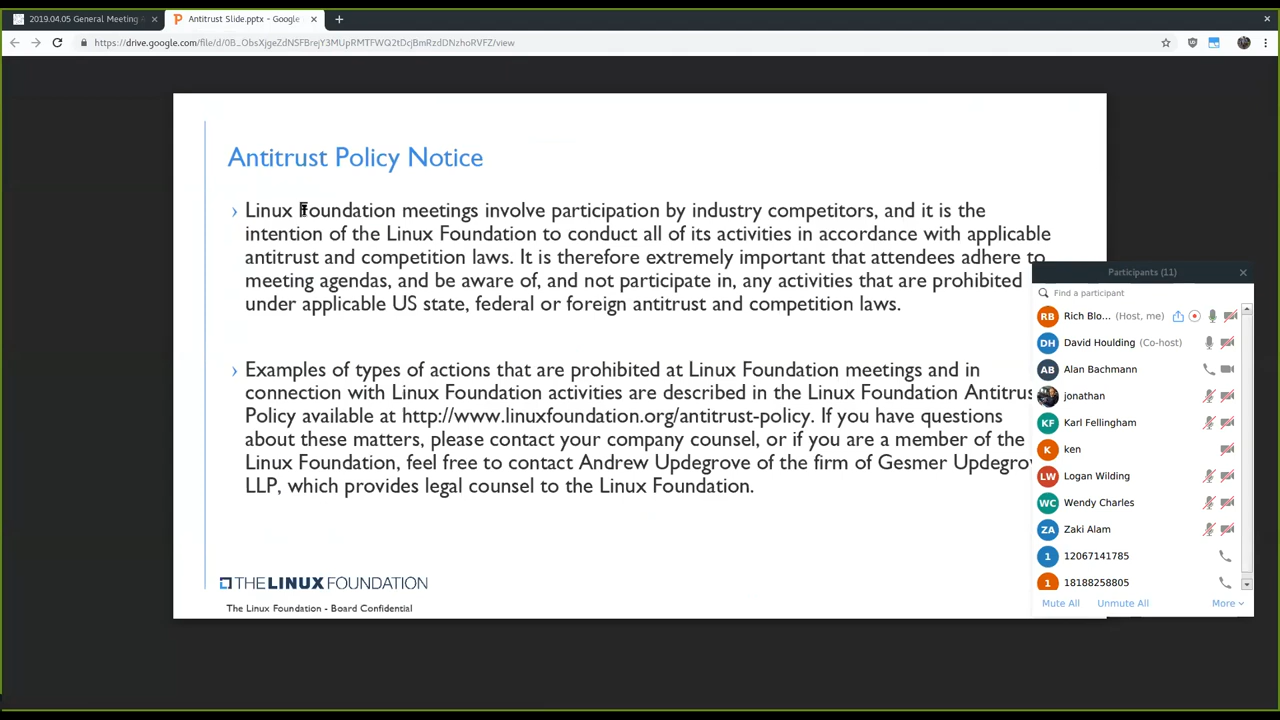 2019.04.05 General Meeting
Antitrust Slide.pptx - Google
https://drive.google.com/file/d/0B_ObsXjgeZdNSFBrejY3MUpRMTFWQ2tDcjBmRzdDNzhoRVFZ/view
Antitrust Policy Notice
› Linux Foundation meetings involve participation by industry competitors, and it is the
intention of the Linux Foundation to conduct all of its activities in accordance with applicable
antitrust and competition laws. It is therefore extremely important that attendees adhere to
meeting agendas, and be aware of, and not participate in, any activities that are prohibited
under applicable US state, federal or foreign antitrust and competition laws.
› Examples of types of actions that are prohibited at Linux Foundation meetings and in
connection with Linux Foundation activities are described in the Linux Foundation Antitrus
Policy available at http://www.linuxfoundation.org/antitrust-policy. If you have questions
about these matters, please contact your company counsel, or if you are a member of the
Linux Foundation, feel free to contact Andrew Updegrove of the firm of Gesmer Updegrov
LLP, which provides legal counsel to the Linux Foundation.
THE LINUX FOUNDATION
The Linux Foundation - Board Confidential
Participants (11)
Find a participant
RB Rich Blo... (Host, me)
DH David Houlding (Co-host)
AB Alan Bachmann
jonathan
KF Karl Fellingham
K ken
LW Logan Wilding
WC Wendy Charles
ZA Zaki Alam
1 12067141785
1 18188258805
Mute All Unmute All More